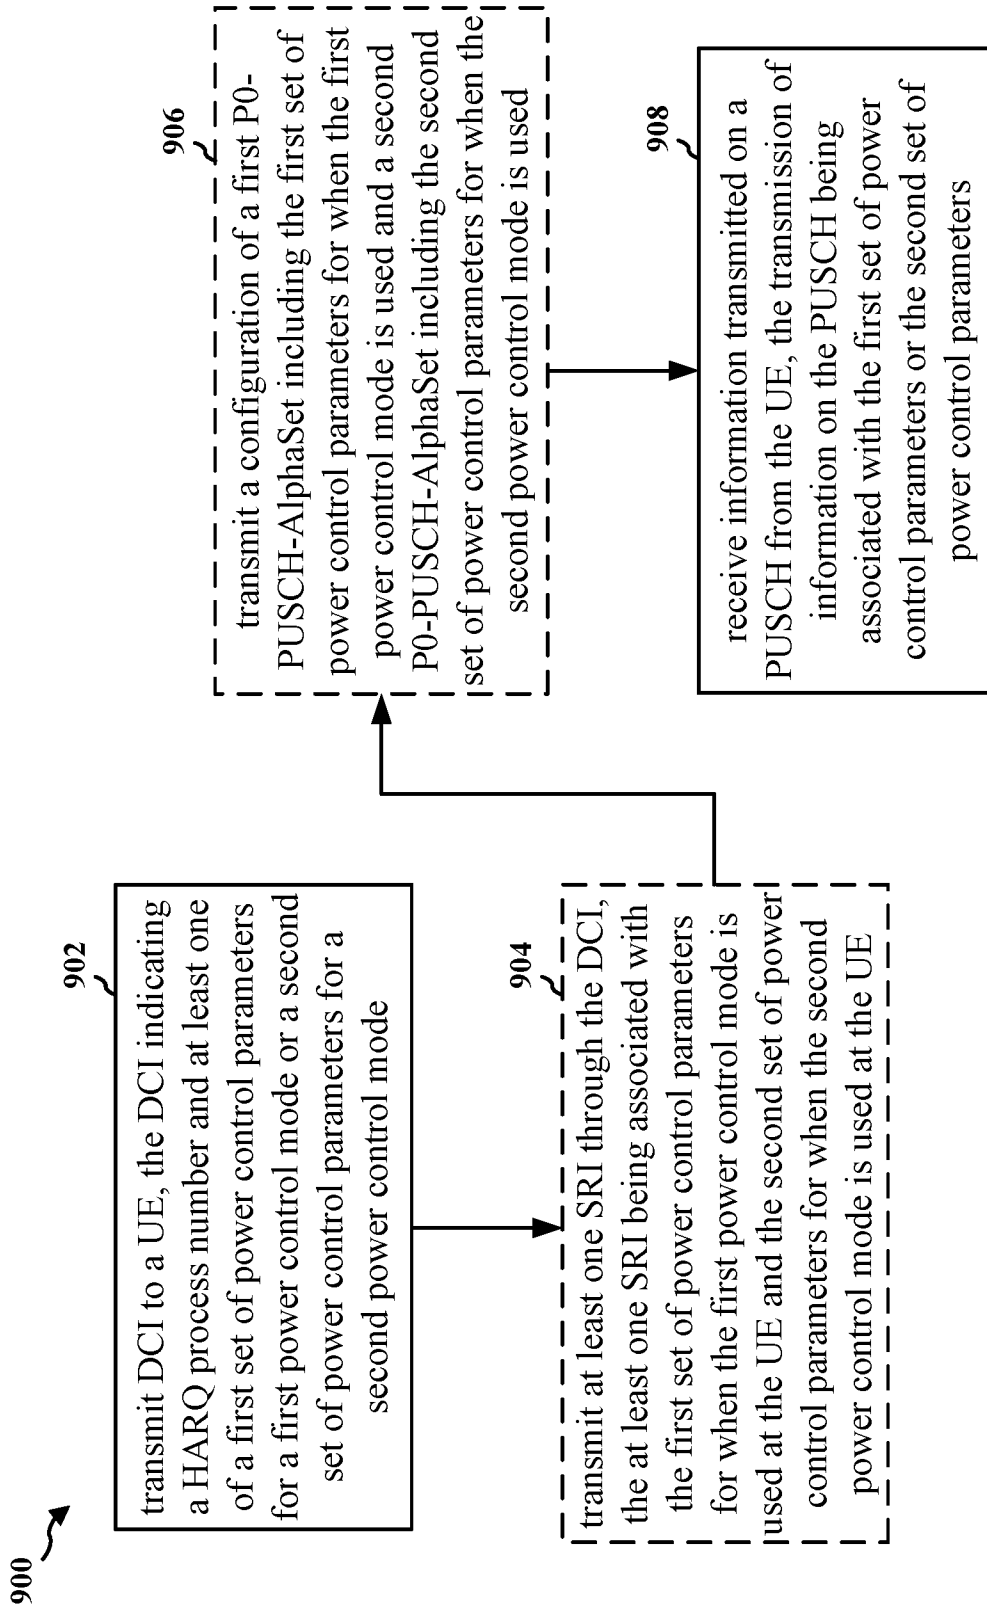 900
902
transmit DCI to a UE, the DCI indicating
a HARQ process number and at least one
of a first set of power control parameters
for a first power control mode or a second
set of power control parameters for a
second power control mode
904
transmit at least one SRI through the DCI,
the at least one SRI being associated with
the first set of power control parameters
for when the first power control mode is
used at the UE and the second set of power
control parameters for when the second
power control mode is used at the UE
906
transmit a configuration of a first P0-
PUSCH-AlphaSet including the first set of
power control parameters for when the first
power control mode is used and a second
P0-PUSCH-AlphaSet including the second
set of power control parameters for when the
second power control mode is used
908
receive information transmitted on a
PUSCH from the UE, the transmission of
information on the PUSCH being
associated with the first set of power
control parameters or the second set of
power control parameters